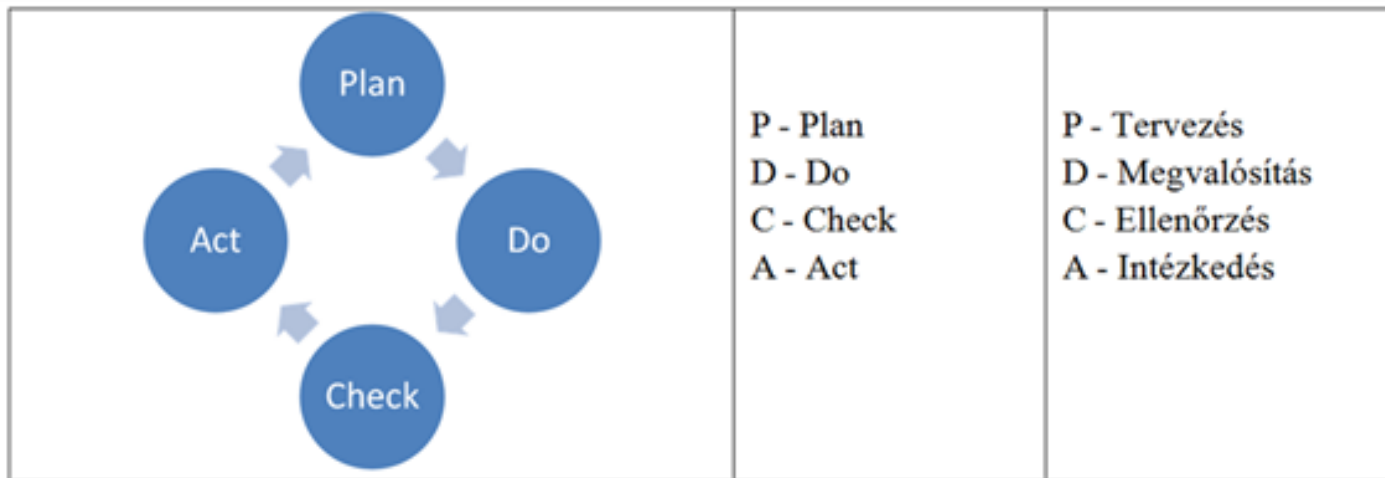 Plan
Do
Check
Act
P - Plan
D - Do
C - Check
A - Act
P - Tervezés
D - Megvalósítás
C - Ellenőrzés
A - Intézkedés